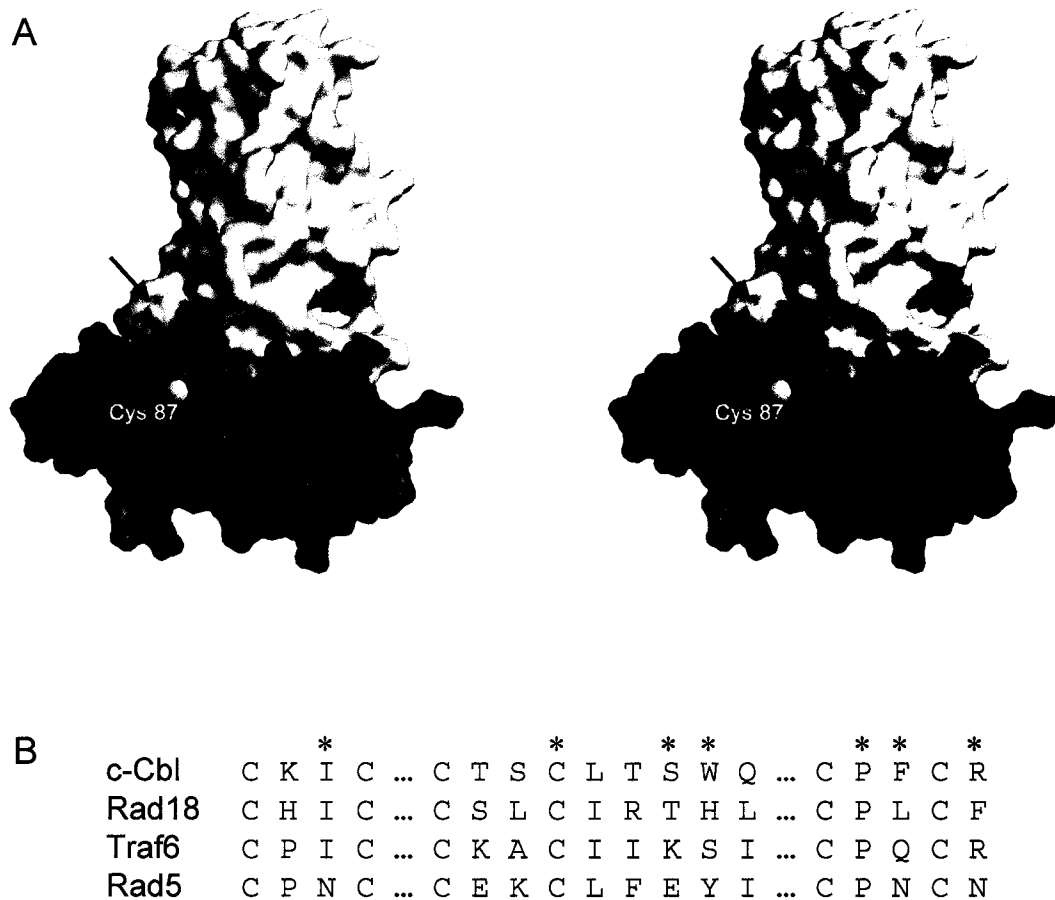 A
Cys 87 Cys 87
B * * * * * * *
c-Cbl C K I C ... C T S C L T S W Q ... C P F C R
Rad18 C H I C ... C S L C I R T H L ... C P L C F
Traf6 C P I C ... C K A C I I K S I ... C P Q C R
Rad5 C P N C ... C E K C L F E Y I ... C P N C N